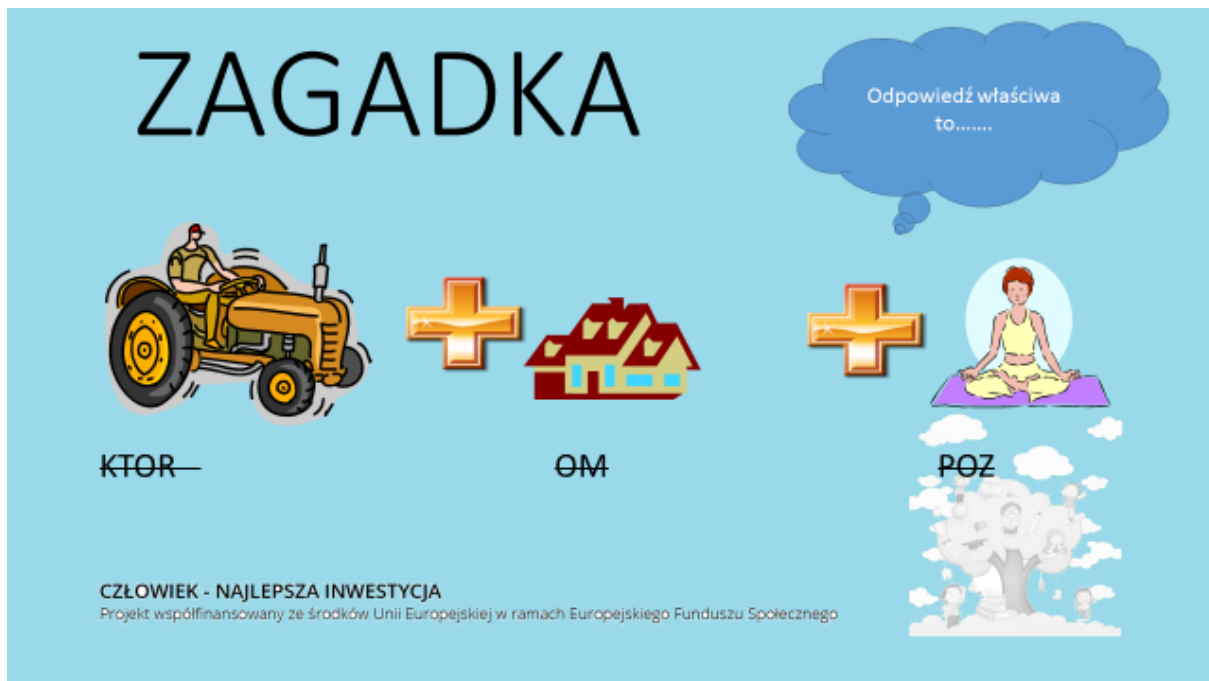 ZAGADKA
Odpowiedź właściwa
to.......
KTOR
OM
POZ
CZŁOWIEK - NAJLEPSZA INWESTYCJA
Projekt współfinansowany ze środków Unii Europejskiej w ramach Europejskiego Funduszu Społecznego